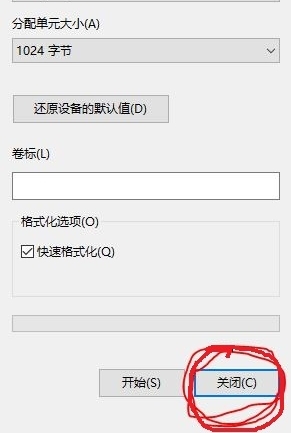 分配单元大小(A)
1024 字节
还原设备的默认值(D)
卷标(L)
格式化选项(O)
快速格式化(Q)
开始(S) 关闭(C)